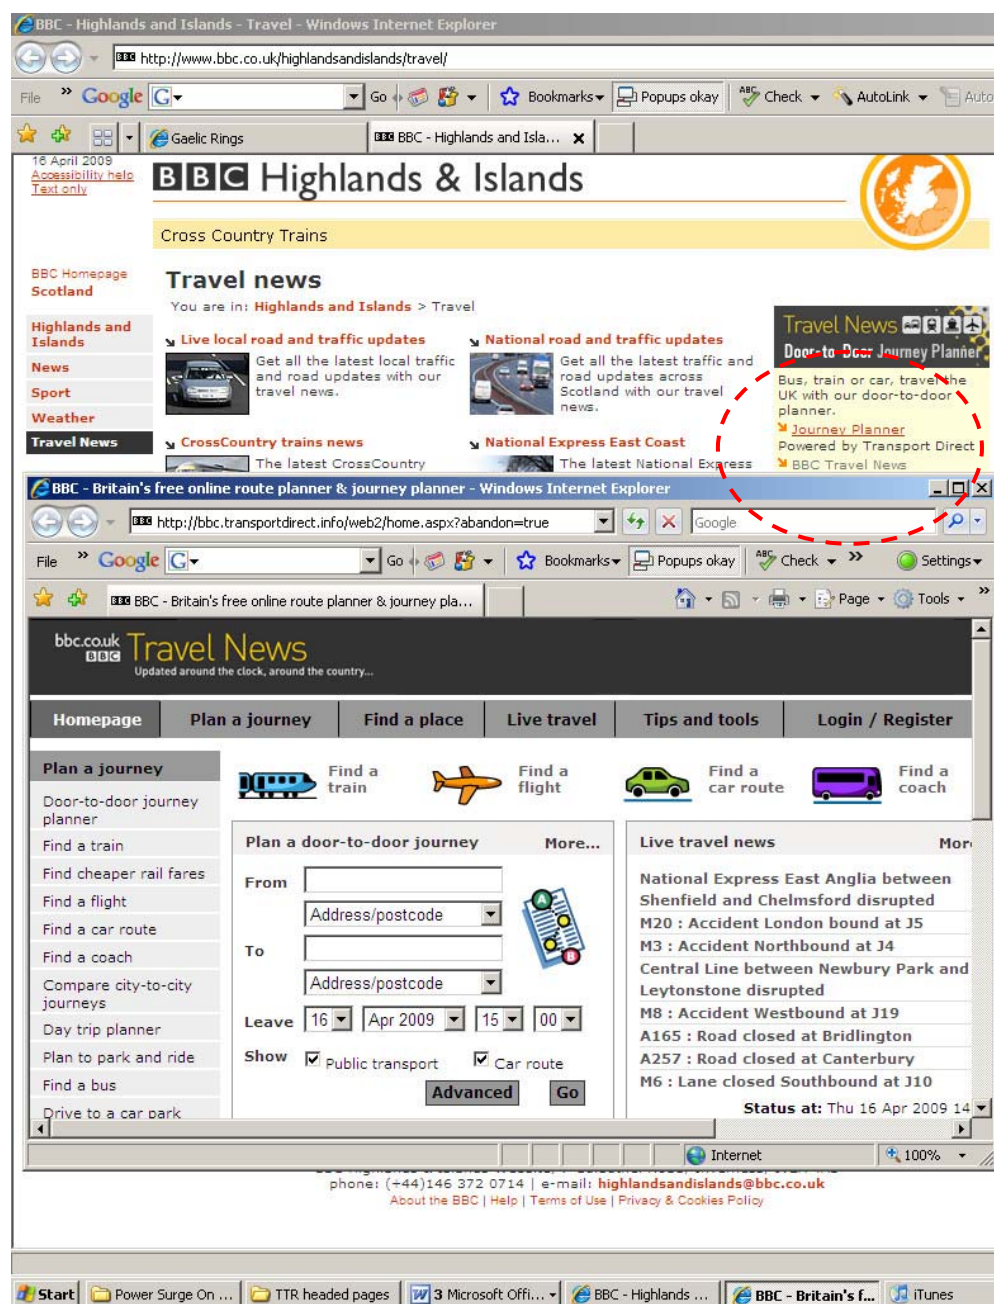 BBC - Highlands and Islands - Travel - Windows Internet Explorer
http://www.bbc.co.uk/highlandsandislands/travel/
File » Google G Go Bookmarks Popups okay ABC Check AutoLink Auto
Gaelic Rings BBC BBC - Highlands and Isla... X
16 April 2009
Accessibility help
Text only
BBC Highlands & Islands
Cross Country Trains
BBC Homepage
Scotland
Highlands and
Islands
News
Sport
Weather
Travel News
Travel news
You are in: Highlands and Islands > Travel
Live local road and traffic updates
Get all the latest local traffic
and road updates with our
travel news.
National road and traffic updates
Get all the latest traffic and
road updates across
Scotland with our travel
news.
CrossCountry trains news
The latest CrossCountry
National Express East Coast
The latest National Express
Travel News
Door-to-Door Journey Planner
Bus, train or car, travel the
UK with our door-to-door
planner.
Journey Planner
Powered by Transport Direct
BBC Travel News
BBC - Britain's free online route planner & journey planner - Windows Internet Explorer
http://bbc.transportdirect.info/web2/home.aspx?abandon=true Google
File » Google G Go Bookmarks Popups okay ABC Check » Settings
BBC BBC - Britain's free online route planner & journey pla... Page Tools »
bbc.co.uk Travel News
BBC
Updated around the clock, around the country...
Homepage Plan a journey Find a place Live travel Tips and tools Login / Register
Plan a journey
Door-to-door journey
planner
Find a train
Find cheaper rail fares
Find a flight
Find a car route
Find a coach
Compare city-to-city
journeys
Day trip planner
Plan to park and ride
Find a bus
Drive to a car park
Find a
train
Find a
flight
Find a
car route
Find a
coach
Plan a door-to-door journey More...
From
Address/postcode
To
Address/postcode
A
B
Leave 16 Apr 2009 15 00
Show Public transport Car route
Advanced Go
Live travel news Mor
National Express East Anglia between
Shenfield and Chelmsford disrupted
M20 : Accident London bound at J5
M3 : Accident Northbound at J4
Central Line between Newbury Park and
Leytonstone disrupted
M8 : Accident Westbound at J19
A165 : Road closed at Bridlington
A257 : Road closed at Canterbury
M6 : Lane closed Southbound at J10
Status at: Thu 16 Apr 2009 14
Internet 100%
phone: (+44)146 372 0714 | e-mail: highlandsandislands@bbc.co.uk
About the BBC | Help | Terms of Use | Privacy & Cookies Policy
Start Power Surge On ... TTR headed pages 3 Microsoft Offi... BBC - Highlands ... BBC - Britain's f... iTunes